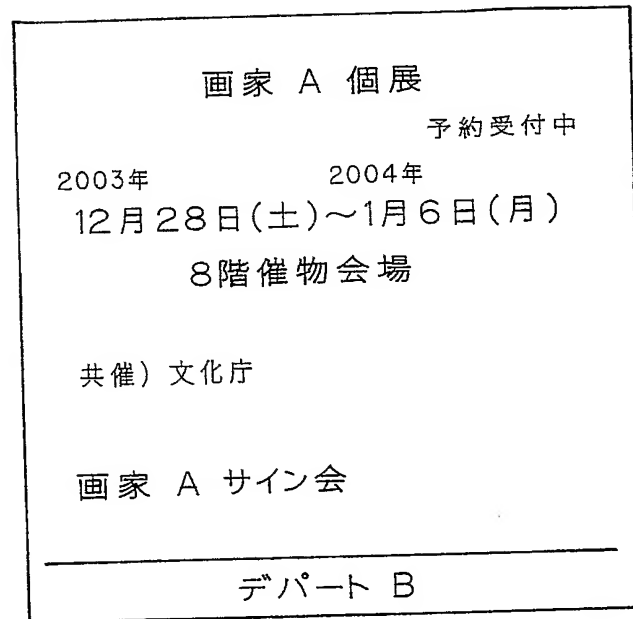 画家 A 個展
予約受付中
2003年 2004年
12月28日(土)～1月6日(月)
8階催物会場
共催) 文化庁
画家 A サイン会
デパート B